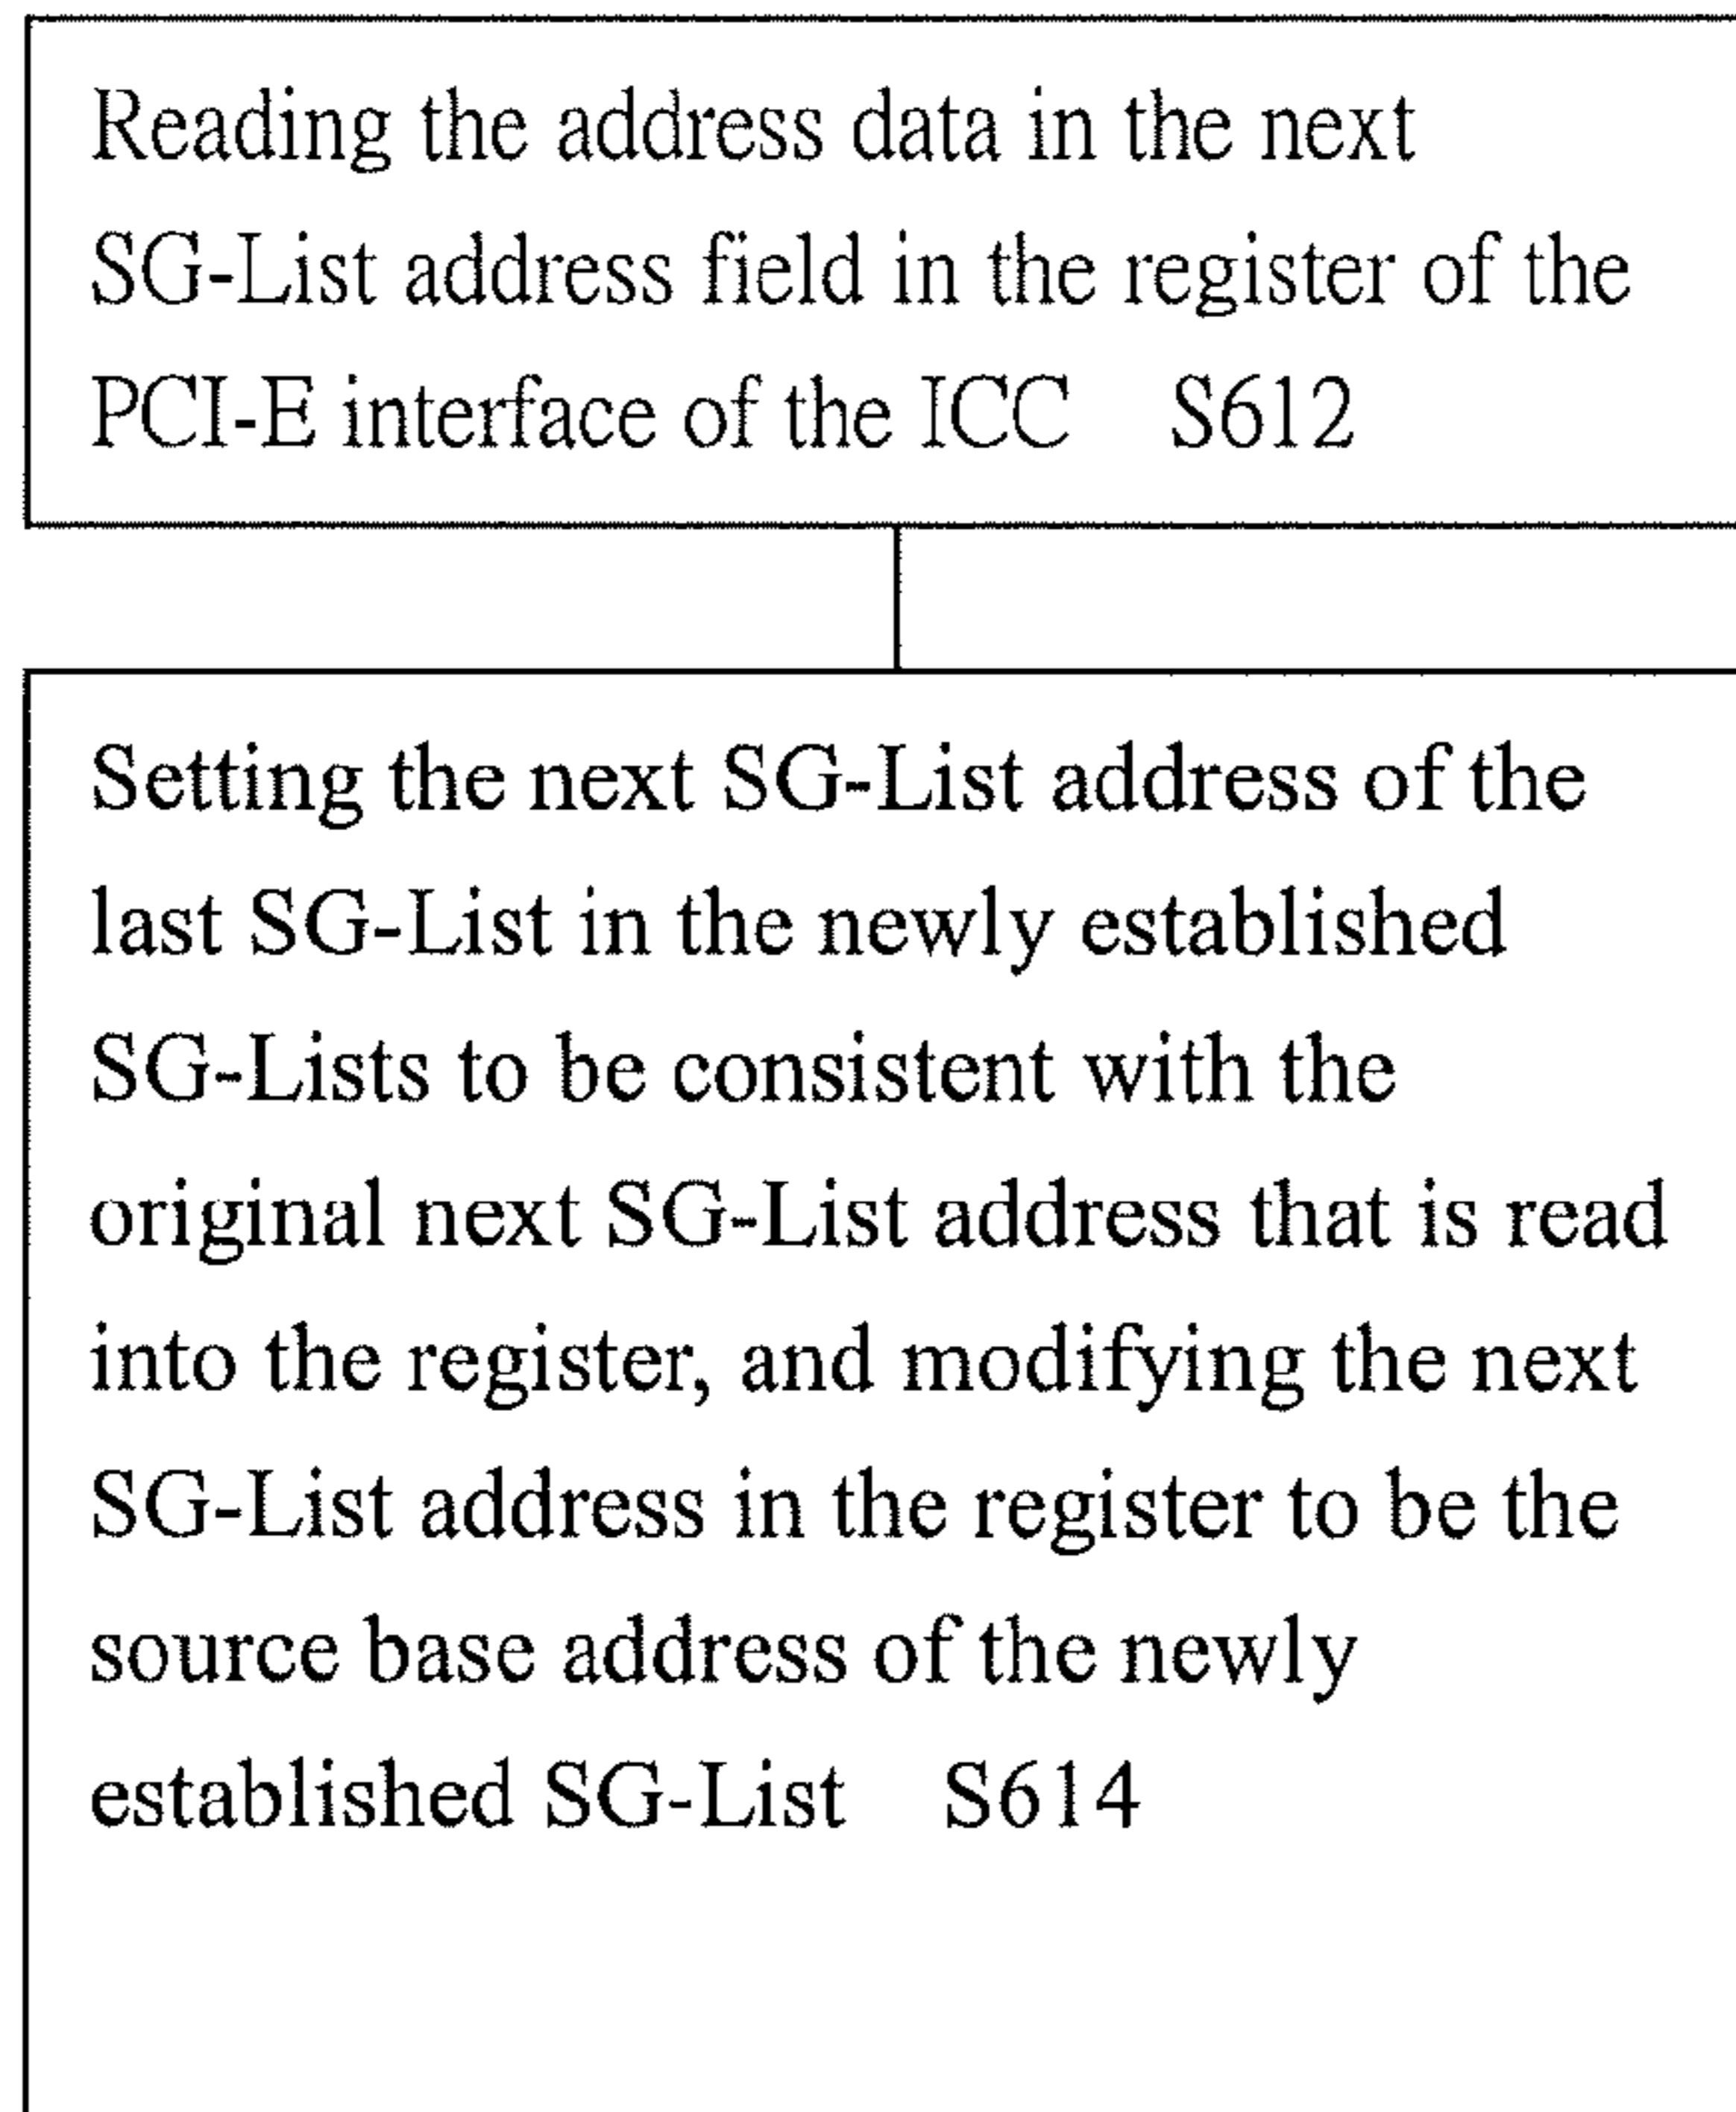 Reading the address data in the next
SG-List address field in the register of the
PCI-E interface of the ICC S612
Setting the next SG-List address of the
last SG-List in the newly established
SG-Lists to be consistent with the
original next SG-List address that is read
into the register, and modifying the next
SG-List address in the register to be the
source base address of the newly
established SG-List S614